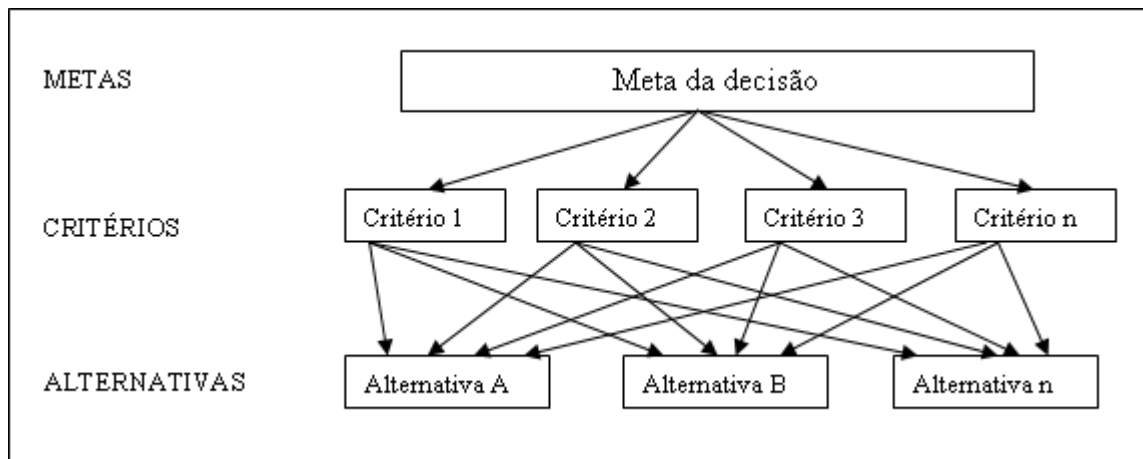 METAS
Meta da decisão
CRITÉRIOS
Critério 1
Critério 2
Critério 3
Critério n
ALTERNATIVAS
Alternativa A
Alternativa B
Alternativa n